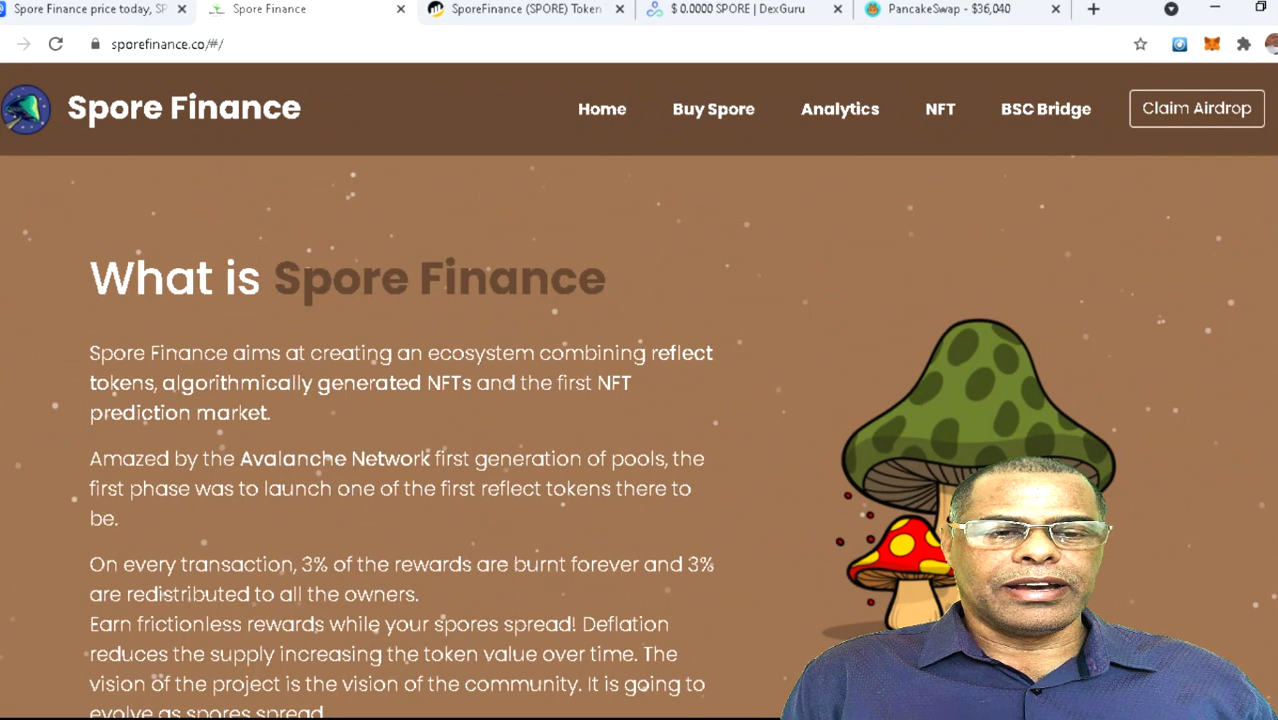 Spore Finance price today, SP
Spore Finance
SporeFinance (SPORE) Token
$ 0.0000 SPORE | DexGuru
PancakeSwap - $36,040
sporefinance.co/#/
Spore Finance
Home
Buy Spore
Analytics
NFT
BSC Bridge
Claim Airdrop
What is Spore Finance
Spore Finance aims at creating an ecosystem combining reflect
tokens, algorithmically generated NFTs and the first NFT
prediction market.
Amazed by the Avalanche Network first generation of pools, the
first phase was to launch one of the first reflect tokens there to
be.
On every transaction, 3% of the rewards are burnt forever and 3%
are redistributed to all the owners.
Earn frictionless rewards while your spores spread! Deflation
reduces the supply increasing the token value over time. The
vision of the project is the vision of the community. It is going to
evolve as spores spread